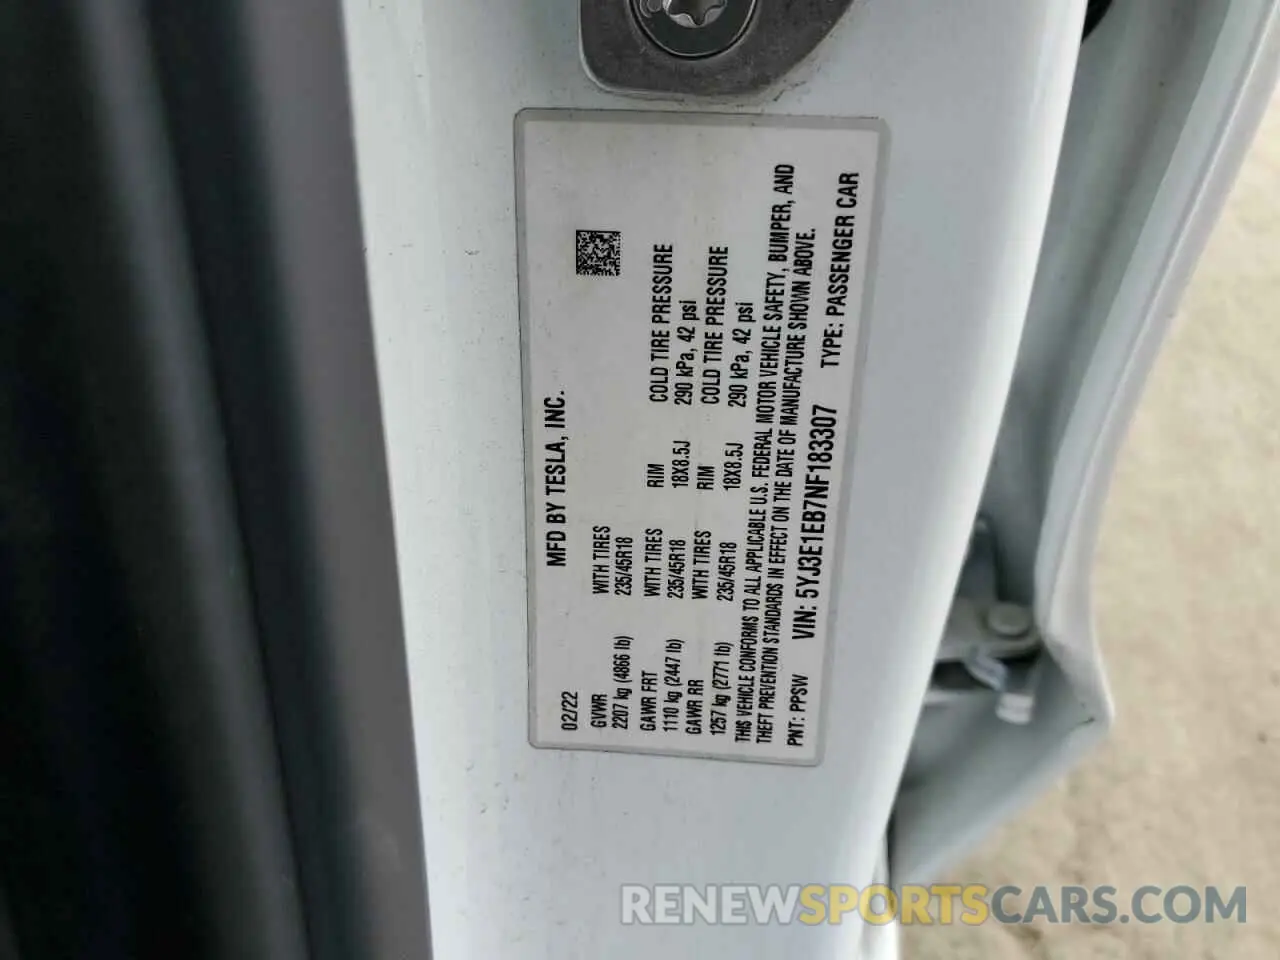 MFD BY TESLA, INC.
02/22
GVWR WITH TIRES
2207 kg (4866 lb) 235/45R18
GAWR FRT WITH TIRES RIM COLD TIRE PRESSURE
1110 kg (2447 lb) 235/45R18 18X8.5J 290 kPa, 42 psi
GAWR RR WITH TIRES RIM COLD TIRE PRESSURE
1257 kg (2771 lb) 235/45R18 18X8.5J 290 kPa, 42 psi
THIS VEHICLE CONFORMS TO ALL APPLICABLE U.S. FEDERAL MOTOR VEHICLE SAFETY, BUMPER, AND
THEFT PREVENTION STANDARDS IN EFFECT ON THE DATE OF MANUFACTURE SHOWN ABOVE.
PNT: PPSW VIN: 5YJ3E1EB7NF183307 TYPE: PASSENGER CAR
RENEWSPORTSCARS.COM